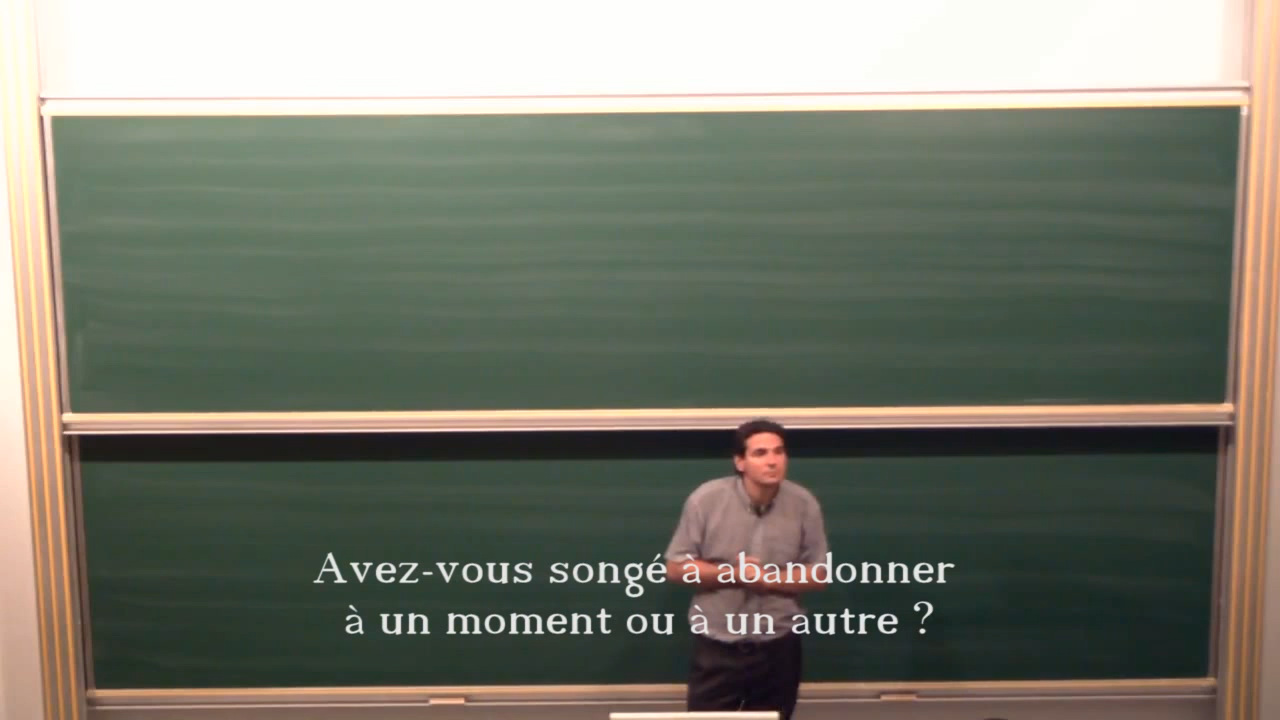 Avez-vous songé à abandonner
à un moment ou à un autre ?